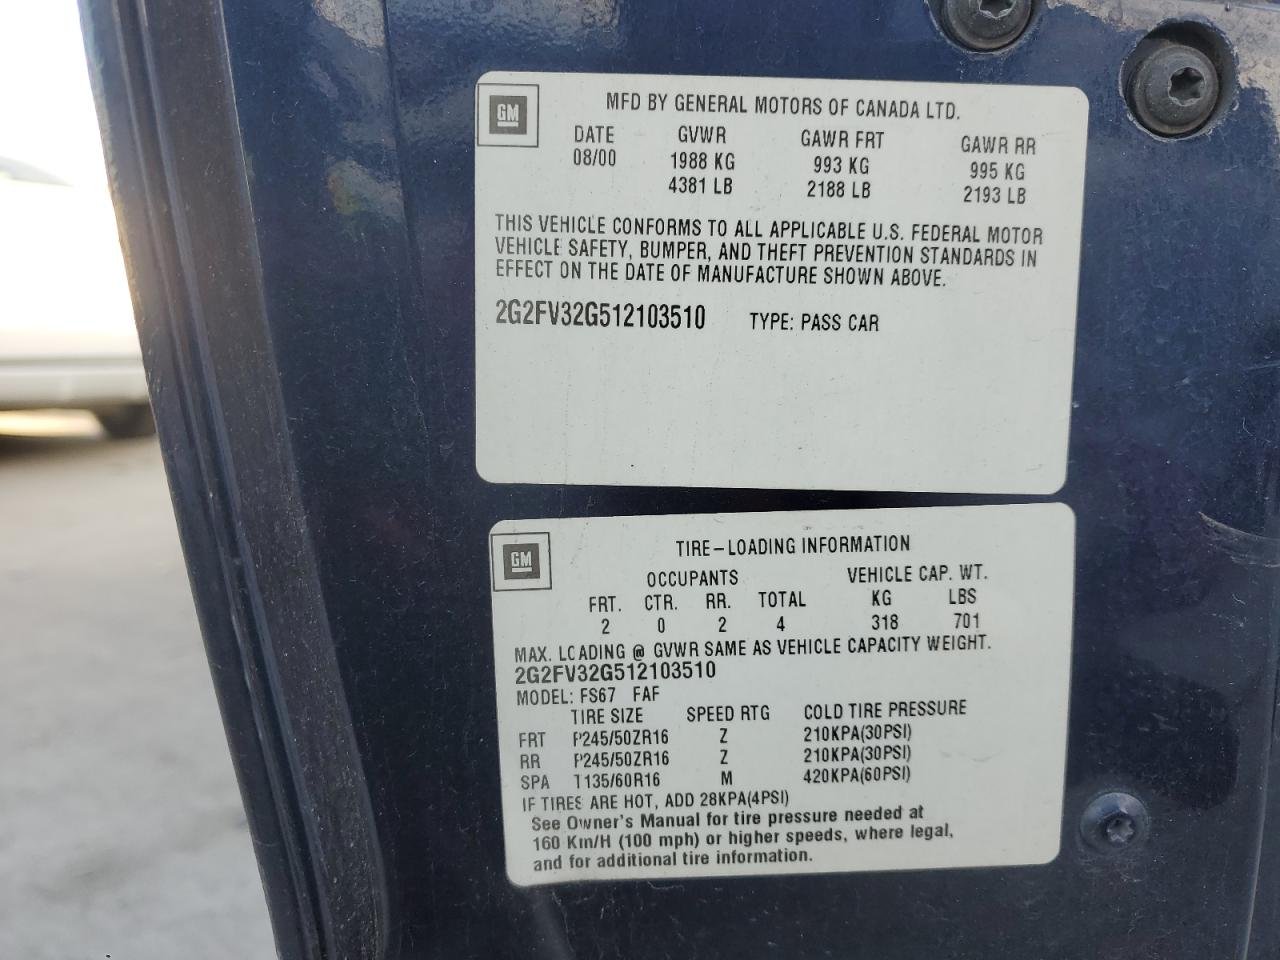 GM
MFD BY GENERAL MOTORS OF CANADA LTD.
DATE GVWR GAWR FRT GAWR RR
08/00 1988 KG 993 KG 995 KG
4381 LB 2188 LB 2193 LB
THIS VEHICLE CONFORMS TO ALL APPLICABLE U.S. FEDERAL MOTOR
VEHICLE SAFETY, BUMPER, AND THEFT PREVENTION STANDARDS IN
EFFECT ON THE DATE OF MANUFACTURE SHOWN ABOVE.
2G2FV32G512103510 TYPE: PASS CAR
GM
TIRE-LOADING INFORMATION
OCCUPANTS VEHICLE CAP. WT.
FRT. CTR. RR. TOTAL KG LBS
2 0 2 4 318 701
MAX. LOADING @ GVWR SAME AS VEHICLE CAPACITY WEIGHT.
2G2FV32G512103510
MODEL: FS67 FAF
TIRE SIZE SPEED RTG COLD TIRE PRESSURE
FRT P245/50ZR16 Z 210KPA(30PSI)
RR P245/50ZR16 Z 210KPA(30PSI)
SPA T135/60R16 M 420KPA(60PSI)
IF TIRES ARE HOT, ADD 28KPA(4PSI)
See Owner's Manual for tire pressure needed at
160 Km/H (100 mph) or higher speeds, where legal,
and for additional tire information.